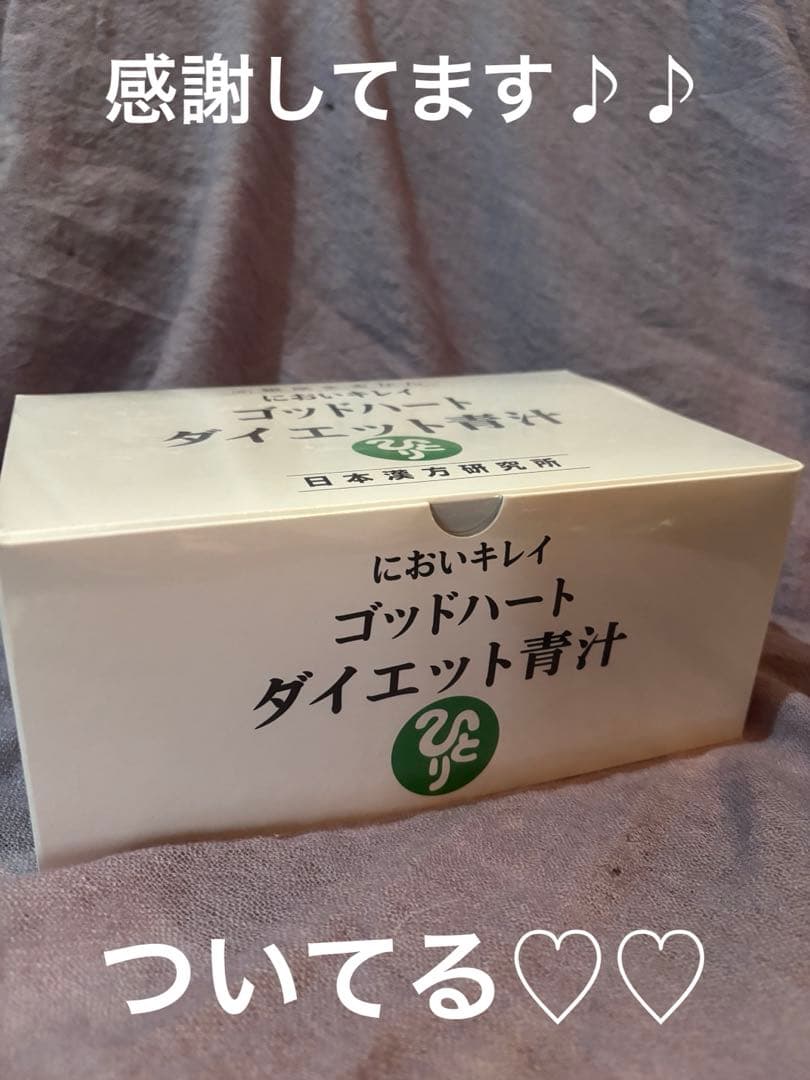 感謝してます♪♪
においキレイ
ゴッドハート
ダイエット青汁
ひとり
日本漢方研究所
においキレイ
ゴッドハート
ダイエット青汁
ひとり
ついてる♡♡